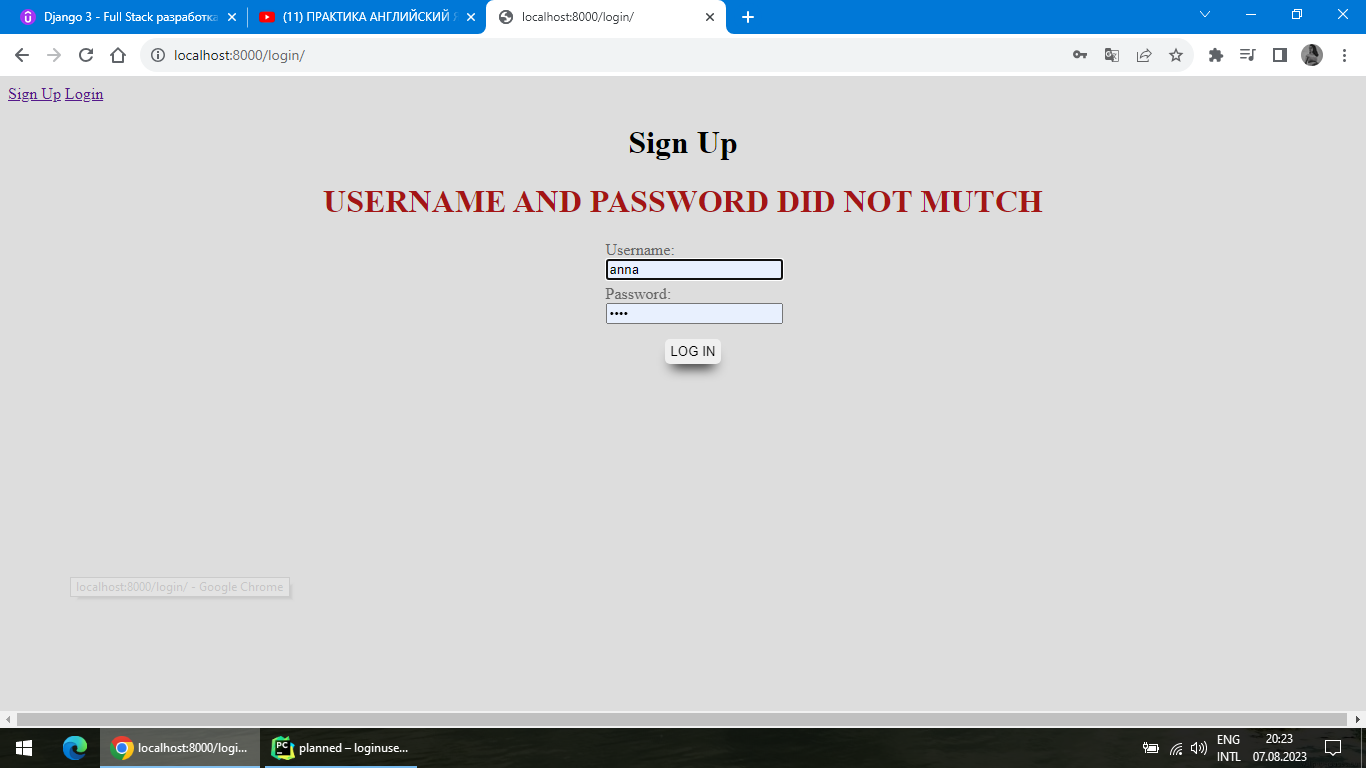 Django 3 - Full Stack разработка
(11) ПРАКТИКА АНГЛИЙСКИЙ Я
localhost:8000/login/
localhost:8000/login/
Sign Up Login
Sign Up
USERNAME AND PASSWORD DID NOT MUTCH
Username:
anna
Password:
••••
LOG IN
localhost:8000/login/ - Google Chrome
localhost:8000/logi...
planned – loginuse...
ENG
INTL
20:23
07.08.2023